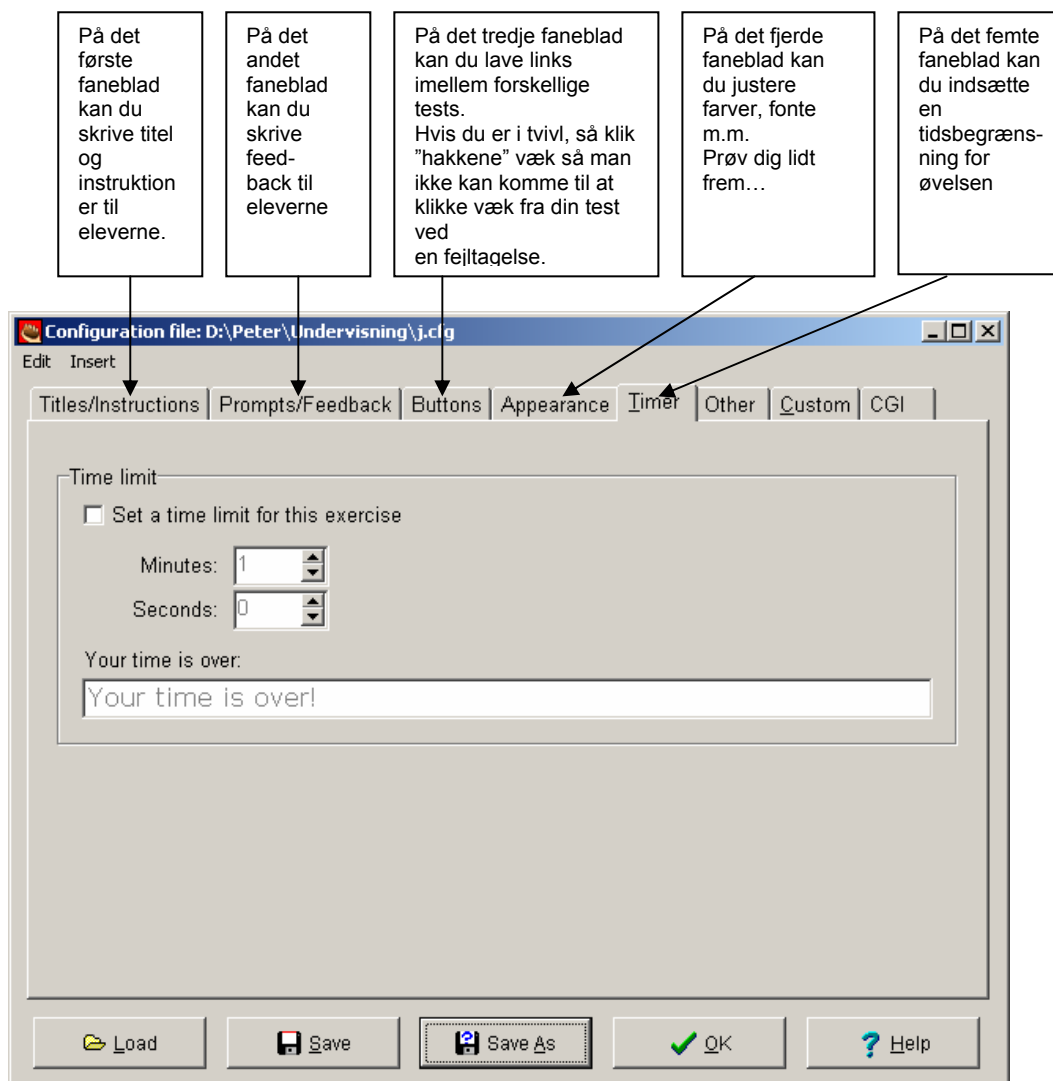 På det
første
faneblad
kan du
skrive titel
og
instruktion
er til
eleverne.
På det
andet
faneblad
kan du
skrive
feed-
back til
eleverne
På det tredje faneblad
kan du lave links
imellem forskellige
tests.
Hvis du er i tvivl, så klik
”hakkene” væk så man
ikke kan komme til at
klikke væk fra din test
ved
en fejltagelse.
På det fjerde
faneblad kan
du justere
farver, fonte
m.m.
Prøv dig lidt
frem…
På det femte
faneblad kan
du indsætte
en
tidsbegræns-
ning for
øvelsen
Configuration file: D:\Peter\Undervisning\j.cfg
Edit Insert
Titles/Instructions Prompts/Feedback Buttons Appearance Timer Other Custom CGI
Time limit
Set a time limit for this exercise
Minutes: 1
Seconds: 0
Your time is over:
Your time is over!
Load Save Save As OK Help